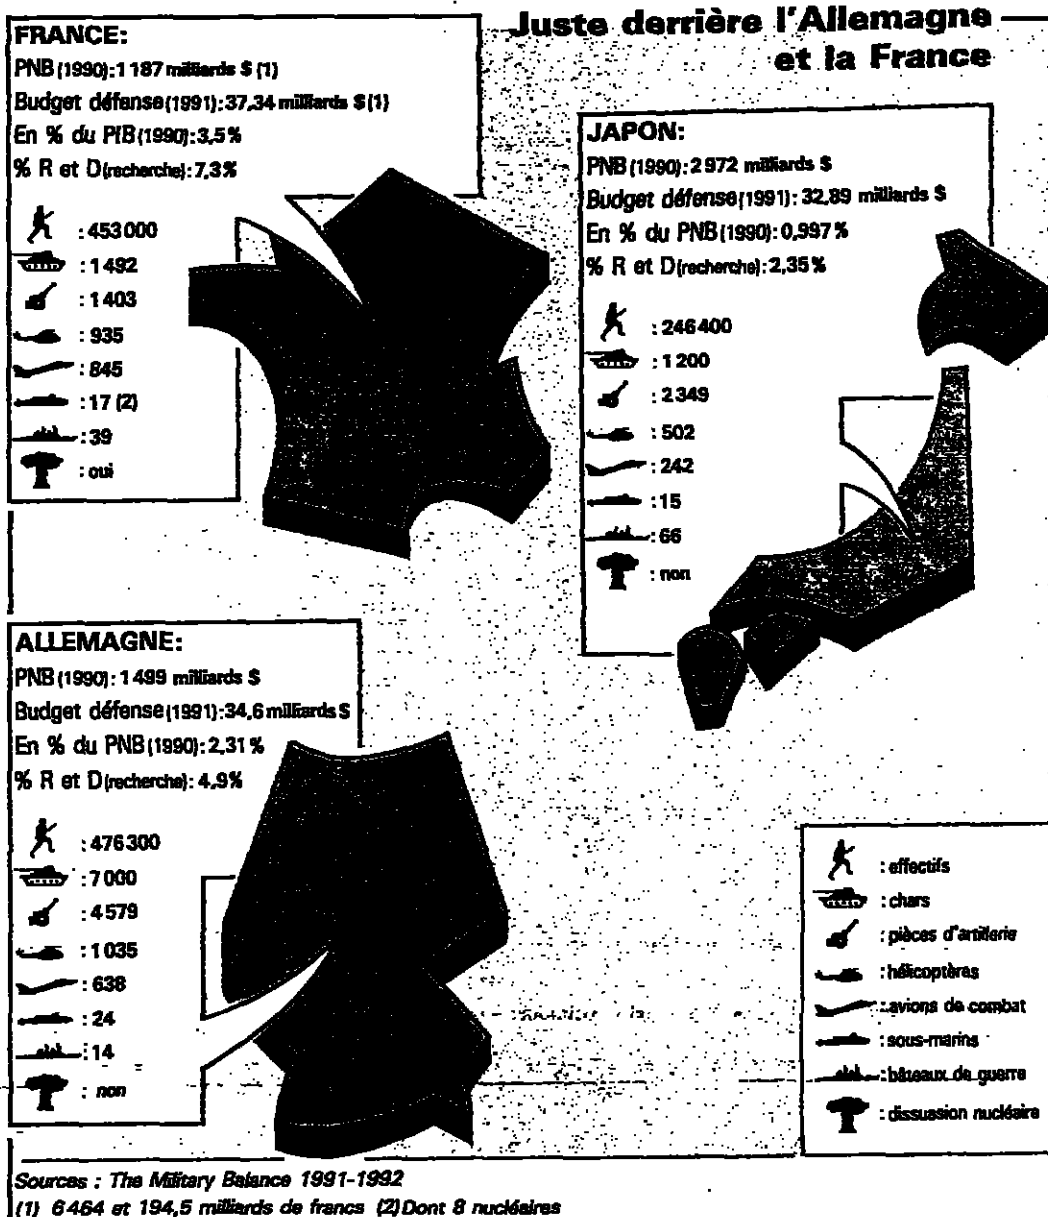 Juste derrière l'Allemagne
et la France
FRANCE:
PNB (1990): 1 187 milliards $ (1)
Budget défense (1991): 37,34 milliards $ (1)
En % du PIB (1990): 3,5 %
% R et D (recherche): 7,3 %
: 453 000
: 1 492
: 1 403
: 935
: 845
: 17 (2)
: 39
: oui
JAPON:
PNB (1990): 2 972 milliards $
Budget défense (1991): 32,89 milliards $
En % du PNB (1990): 0,997 %
% R et D (recherche): 2,35 %
: 246 400
: 1 200
: 2 349
: 502
: 242
: 15
: 66
: non
ALLEMAGNE:
PNB (1990): 1 499 milliards $
Budget défense (1991): 34,6 milliards $
En % du PNB (1990): 2,31 %
% R et D (recherche): 4,9 %
: 476 300
: 7 000
: 4 579
: 1 035
: 638
: 24
: 14
: non
: effectifs
: chars
: pièces d'artillerie
: hélicoptères
: avions de combat
: sous-marins
: bâteaux de guerre
: dissuasion nucléaire
Sources : The Military Balance 1991-1992
(1) 6 464 et 194,5 milliards de francs (2) Dont 8 nucléaires